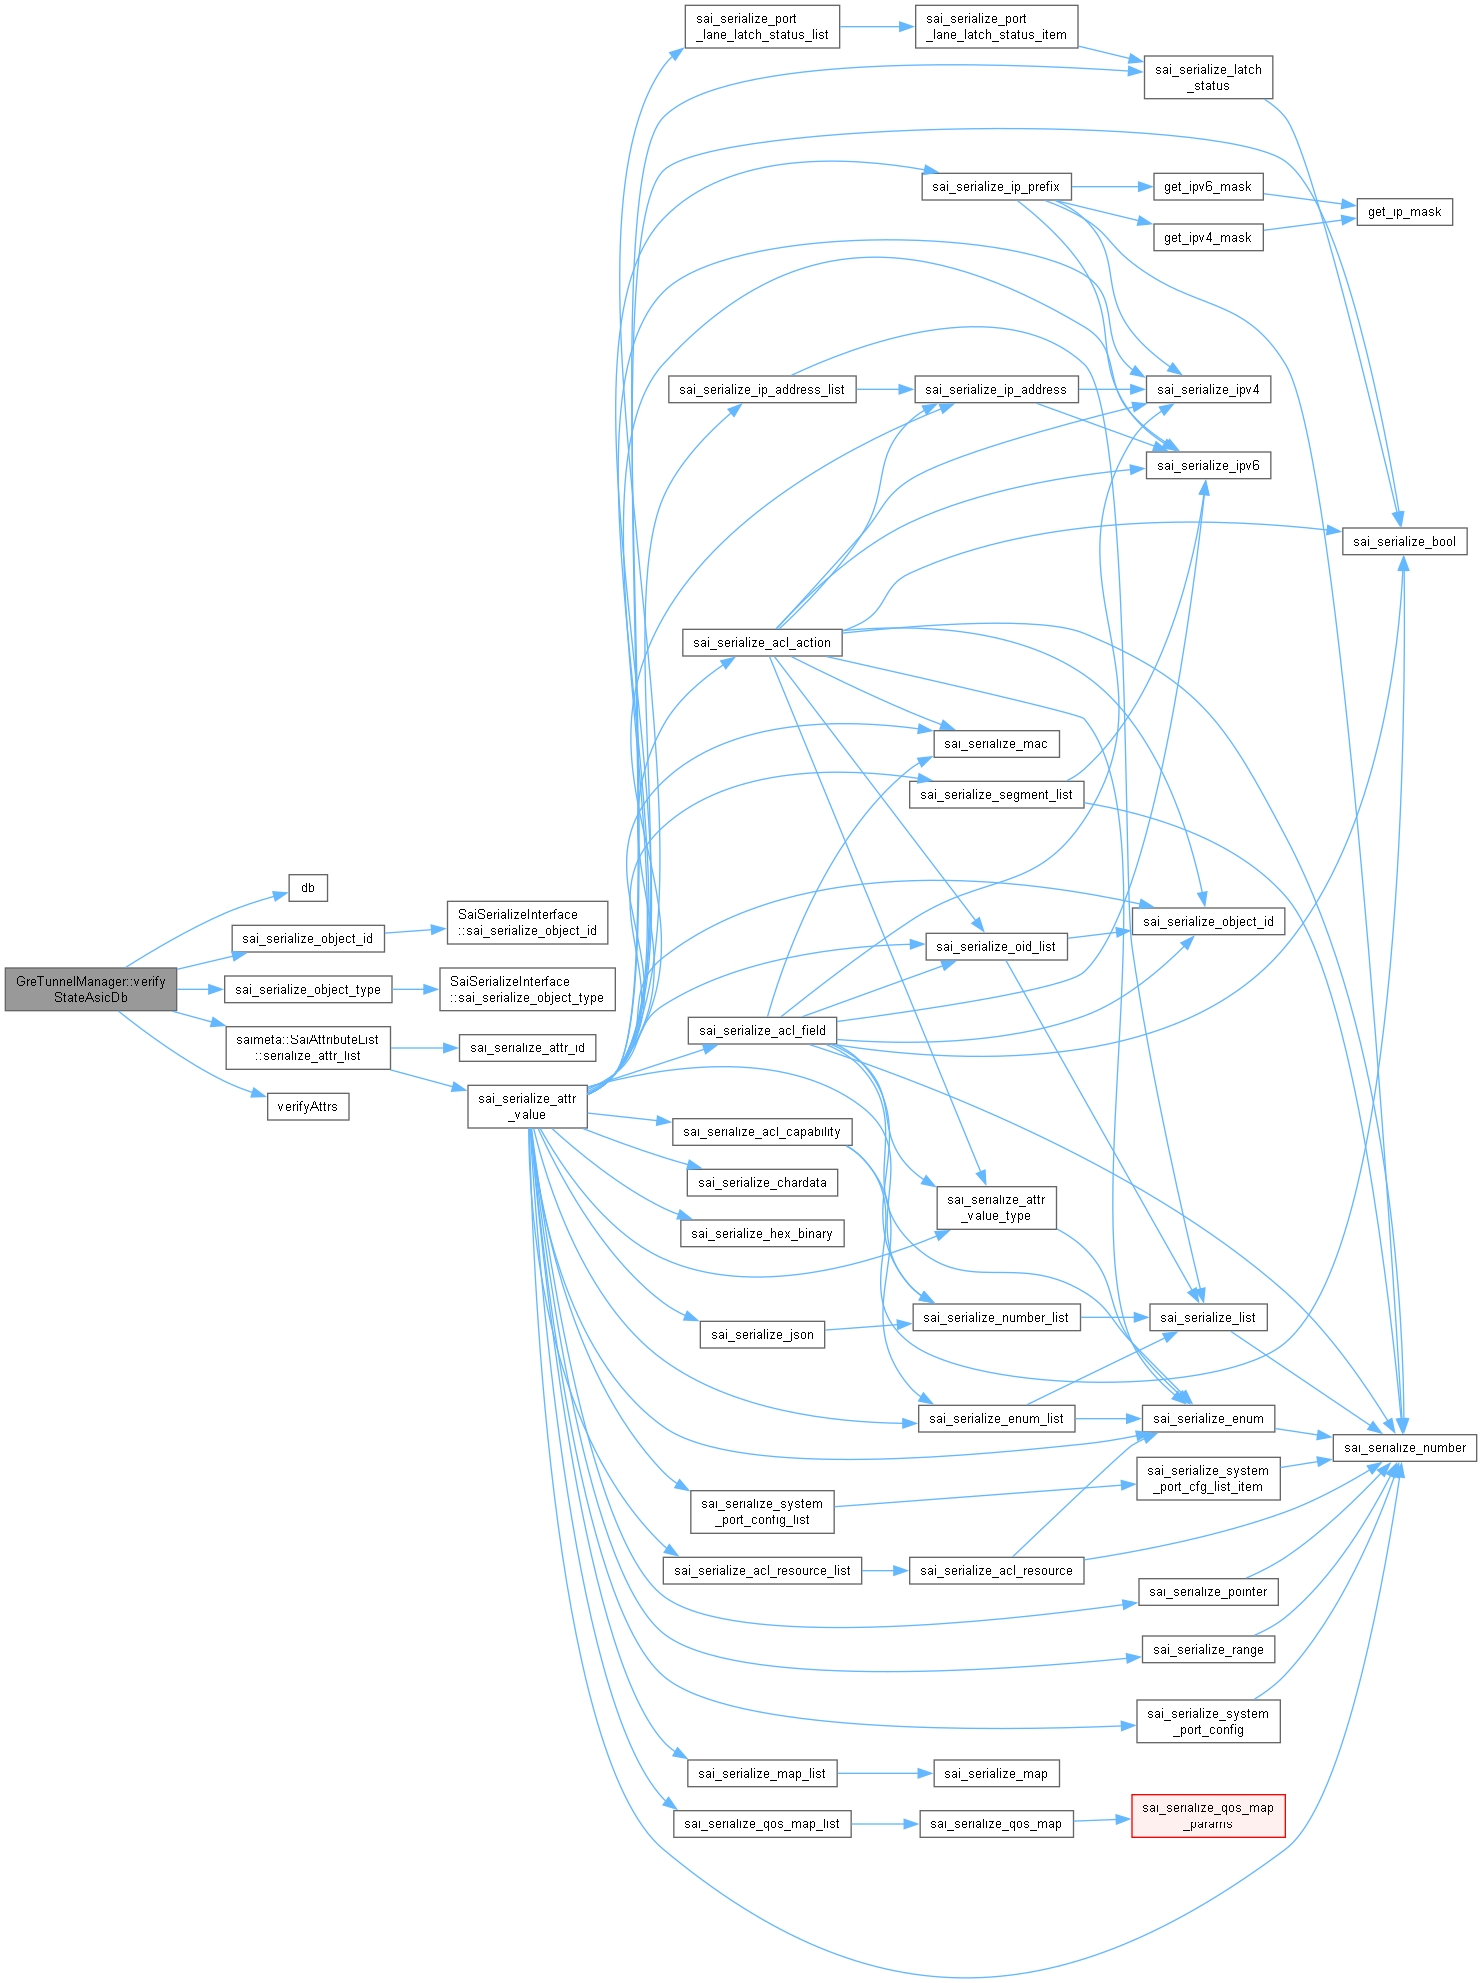 sai_serialize_port
_lane_latch_status_list
sai_serialize_port
_lane_latch_status_item
sai_serialize_latch
_status
sai_serialize_ip_prefix
get_ipv6_mask
get_ip_mask
get_ipv4_mask
sai_serialize_ip_address_list
sai_serialize_ip_address
sai_serialize_ipv4
sai_serialize_ipv6
sai_serialize_bool
sai_serialize_acl_action
sai_serialize_mac
sai_serialize_segment_list
db
SaiSerializeInterface
::sai_serialize_object_id
sai_serialize_object_id
sai_serialize_object_id
sai_serialize_oid_list
GreTunnelManager::verify
StateAsicDb
sai_serialize_object_type
SaiSerializeInterface
::sai_serialize_object_type
sai_serialize_acl_field
saimeta::SaiAttributeList
::serialize_attr_list
sai_serialize_attr_id
verifyAttrs
sai_serialize_attr
_value
sai_serialize_acl_capability
sai_serialize_chardata
sai_serialize_attr
_value_type
sai_serialize_hex_binary
sai_serialize_number_list
sai_serialize_list
sai_serialize_json
sai_serialize_enum_list
sai_serialize_enum
sai_serialize_number
sai_serialize_system
_port_cfg_list_item
sai_serialize_system
_port_config_list
sai_serialize_acl_resource_list
sai_serialize_acl_resource
sai_serialize_pointer
sai_serialize_range
sai_serialize_system
_port_config
sai_serialize_map_list
sai_serialize_map
sai_serialize_qos_map_list
sai_serialize_qos_map
sai_serialize_qos_map
_params